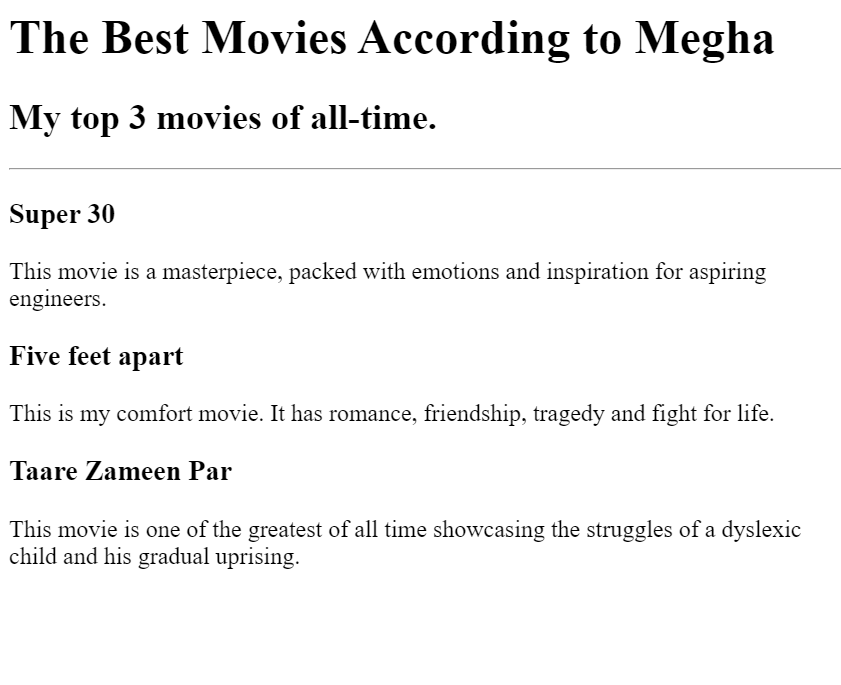 The Best Movies According to Megha
My top 3 movies of all-time.
Super 30
This movie is a masterpiece, packed with emotions and inspiration for aspiring
engineers.
Five feet apart
This is my comfort movie. It has romance, friendship, tragedy and fight for life.
Taare Zameen Par
This movie is one of the greatest of all time showcasing the struggles of a dyslexic
child and his gradual uprising.